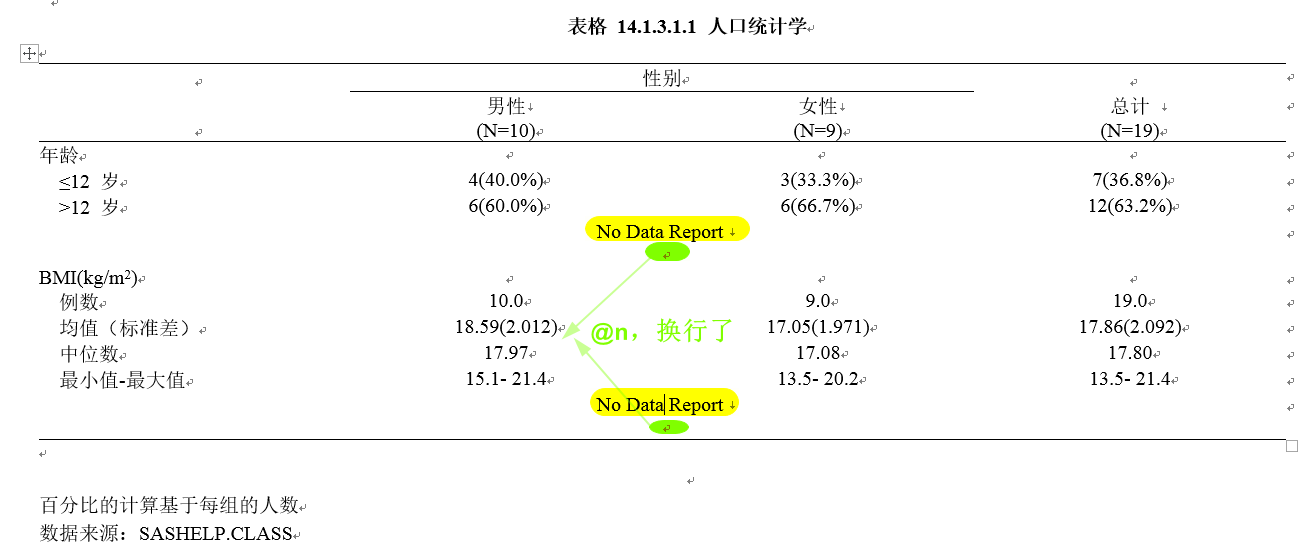 表格 14.1.3.1.1 人口统计学
性别
男性 女性 总计
(N=10) (N=9) (N=19)
年龄
≤12 岁 4(40.0%) 3(33.3%) 7(36.8%)
>12 岁 6(60.0%) 6(66.7%) 12(63.2%)
No Data Report
BMI(kg/m²)
例数 10.0 9.0 19.0
均值（标准差） 18.59(2.012) @n，换行了 17.05(1.971) 17.86(2.092)
中位数 17.97 17.08 17.80
最小值-最大值 15.1- 21.4 13.5- 20.2 13.5- 21.4
No Data Report
百分比的计算基于每组的人数
数据来源：SASHELP.CLASS